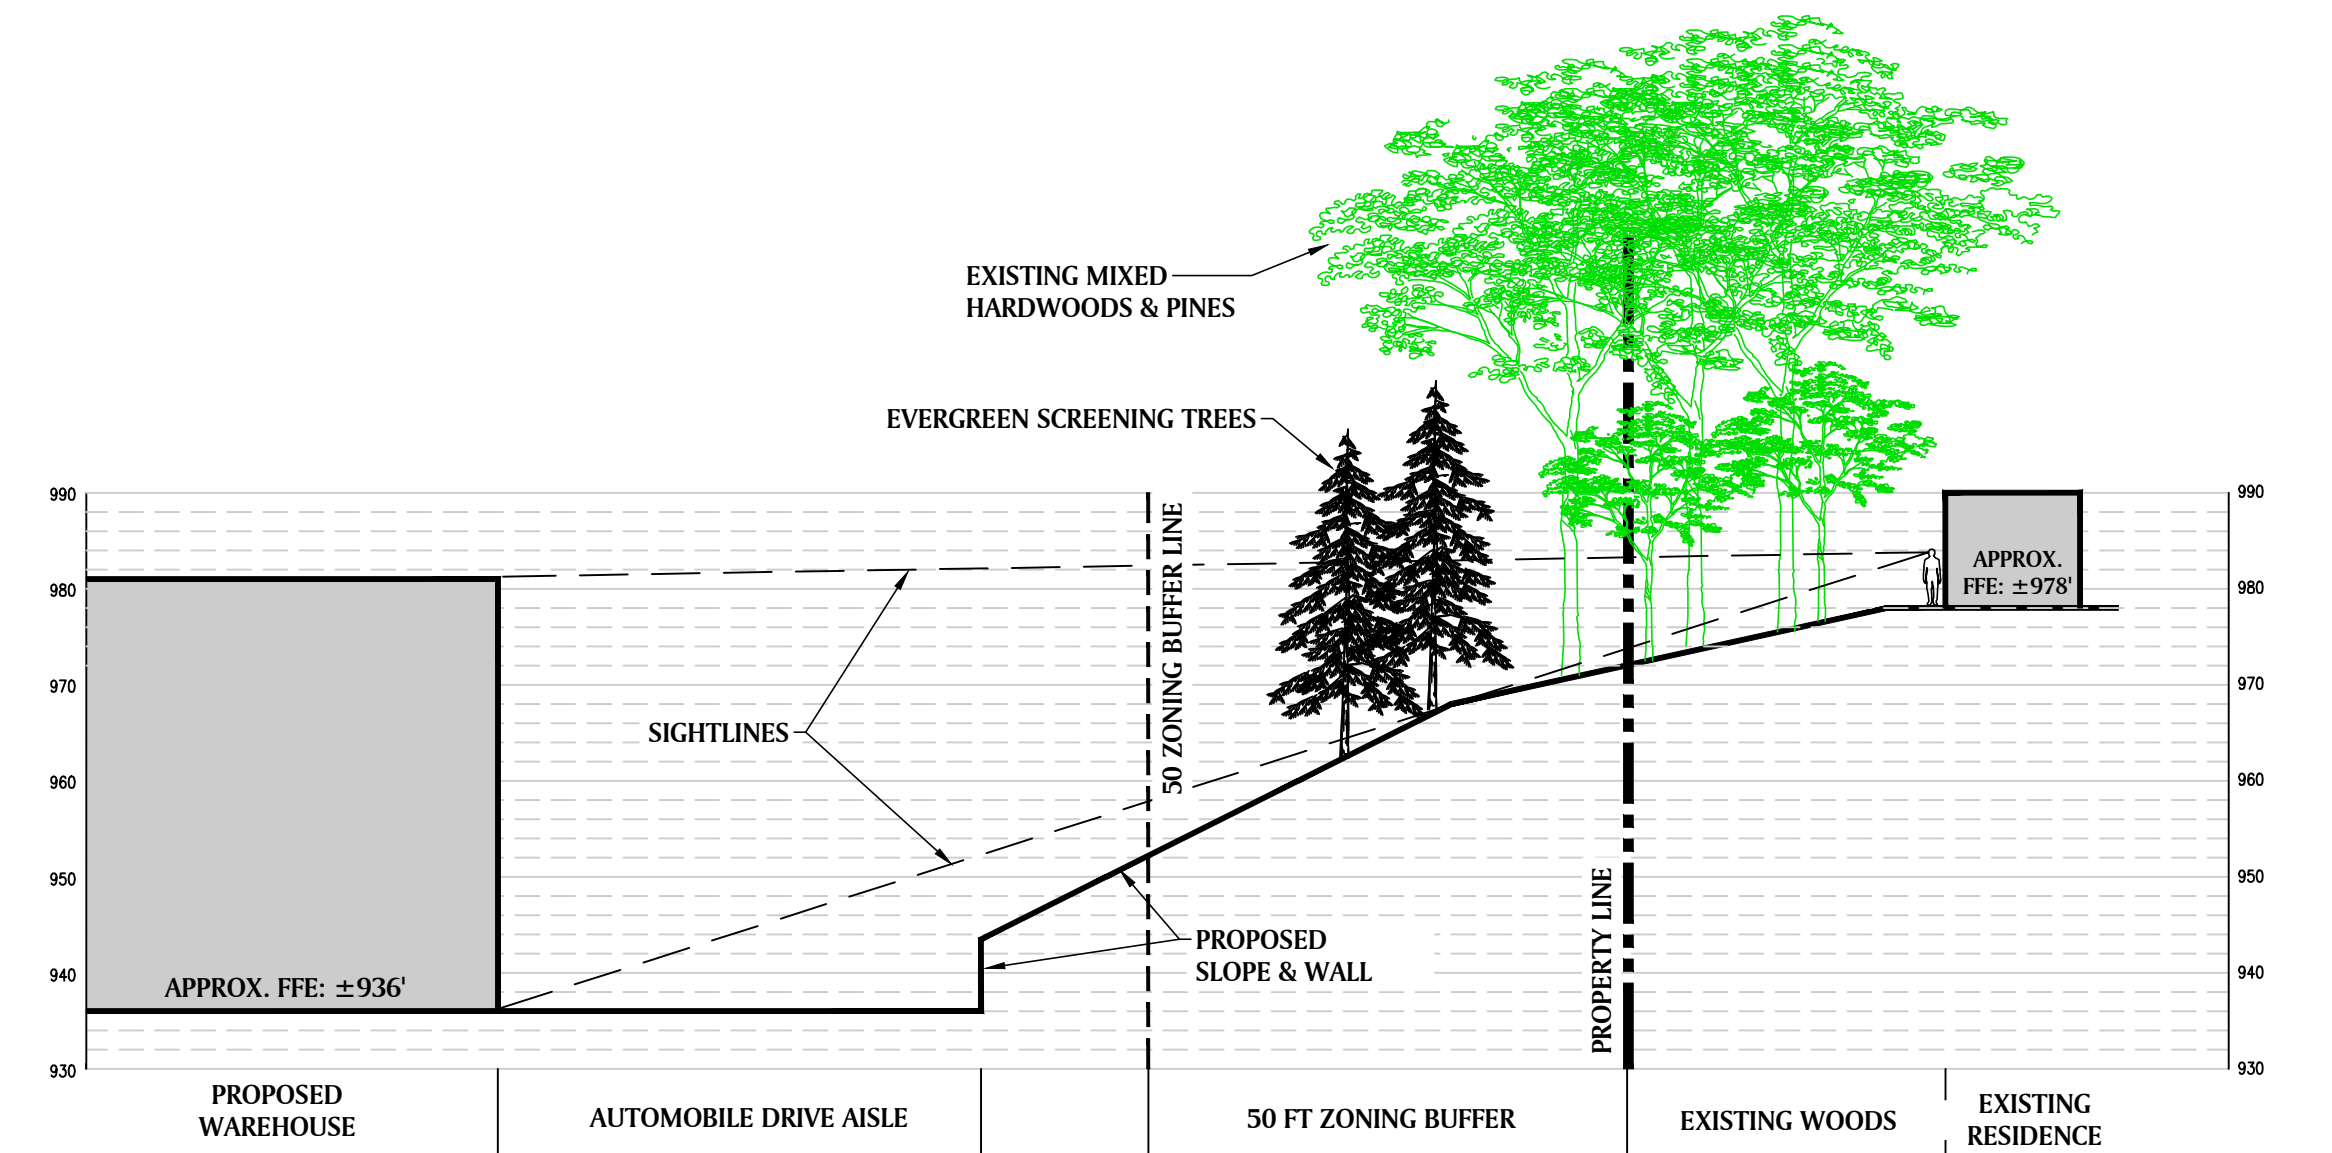 EXISTING MIXED
HARDWOODS & PINES
EVERGREEN SCREENING TREES
990
980
970
960
950
940
930
50 ZONING BUFFER LINE
SIGHTLINES
APPROX. FFE: ±936'
PROPOSED
SLOPE & WALL
PROPERTY LINE
APPROX.
FFE: ±978'
990
980
970
960
950
940
930
PROPOSED
WAREHOUSE
AUTOMOBILE DRIVE AISLE
50 FT ZONING BUFFER
EXISTING WOODS
EXISTING
RESIDENCE